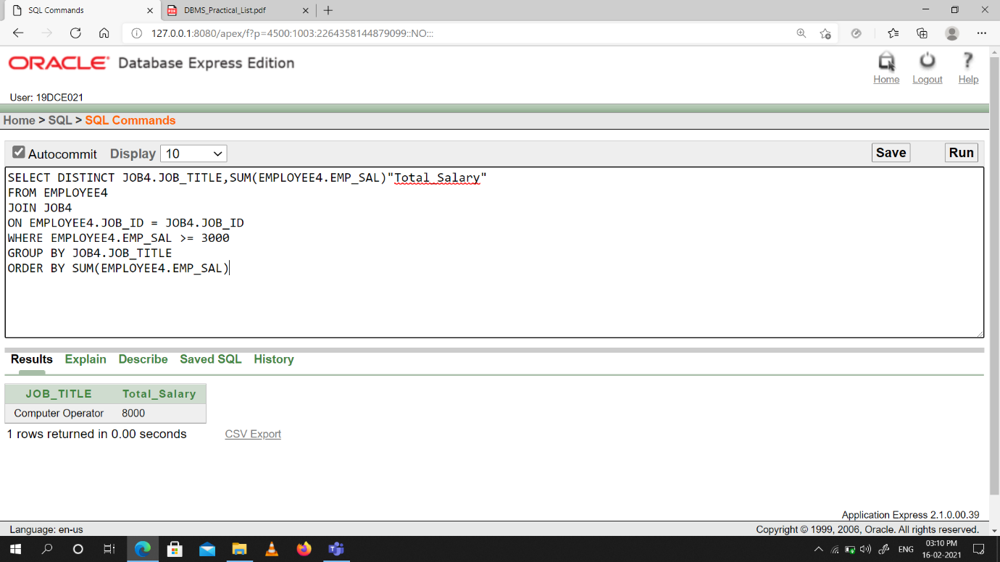 SQL Commands
DBMS_Practical_List.pdf
127.0.0.1:8080/apex/f?p=4500:1003:2264358144879099::NO:::
ORACLE® Database Express Edition
Home Logout Help
User: 19DCE021
Home > SQL > SQL Commands
Autocommit Display 10 Save Run
SELECT DISTINCT JOB4.JOB_TITLE,SUM(EMPLOYEE4.EMP_SAL)"Total_Salary"
FROM EMPLOYEE4
JOIN JOB4
ON EMPLOYEE4.JOB_ID = JOB4.JOB_ID
WHERE EMPLOYEE4.EMP_SAL >= 3000
GROUP BY JOB4.JOB_TITLE
ORDER BY SUM(EMPLOYEE4.EMP_SAL)
Results Explain Describe Saved SQL History
JOB_TITLE Total_Salary
Computer Operator 8000
1 rows returned in 0.00 seconds CSV Export
Application Express 2.1.0.00.39
Language: en-us Copyright © 1999, 2006, Oracle. All rights reserved.
ENG 03:10 PM
16-02-2021